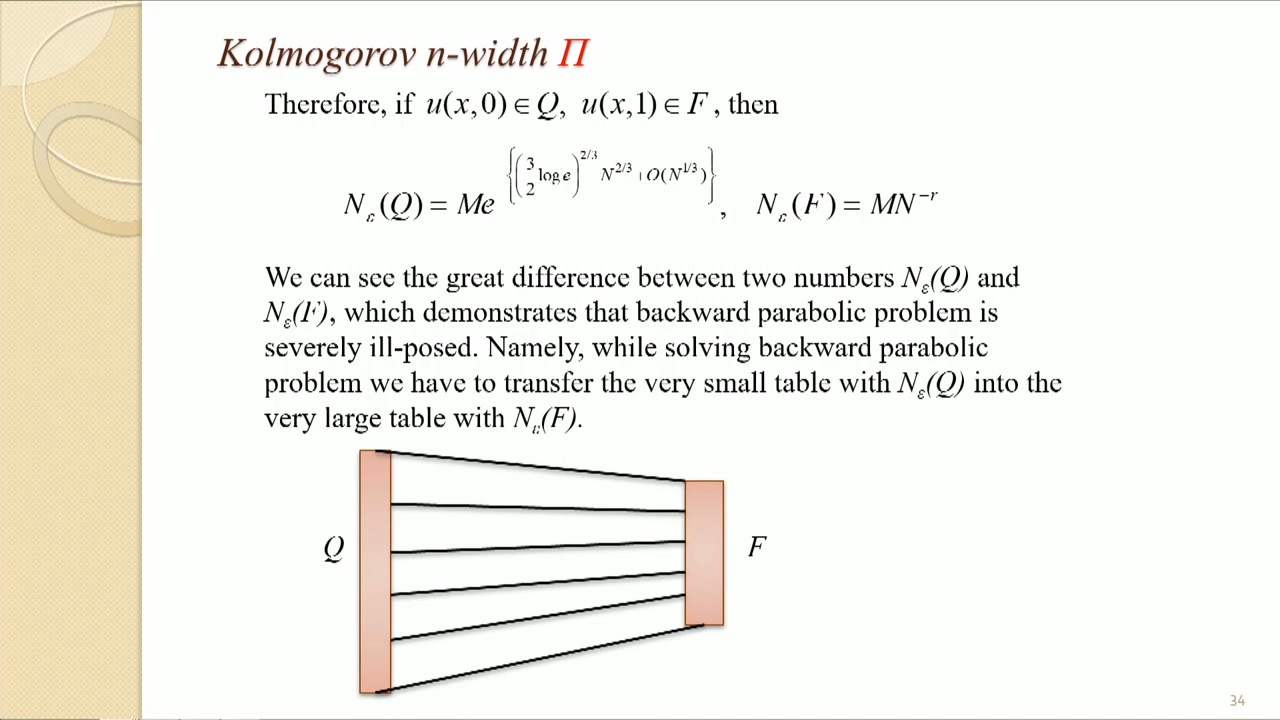 Kolmogorov n-width П
Therefore, if u(x,0) ∈ Q, u(x,1) ∈ F, then
N_ε(Q) = Me^{(3/2 log e)^{2/3} N^{2/3} + O(N^{1/3})}, N_ε(F) = MN^{-r}
We can see the great difference between two numbers N_ε(Q) and
N_ε(F), which demonstrates that backward parabolic problem is
severely ill-posed. Namely, while solving backward parabolic
problem we have to transfer the very small table with N_ε(Q) into the
very large table with N_ε(F).
Q
F
34